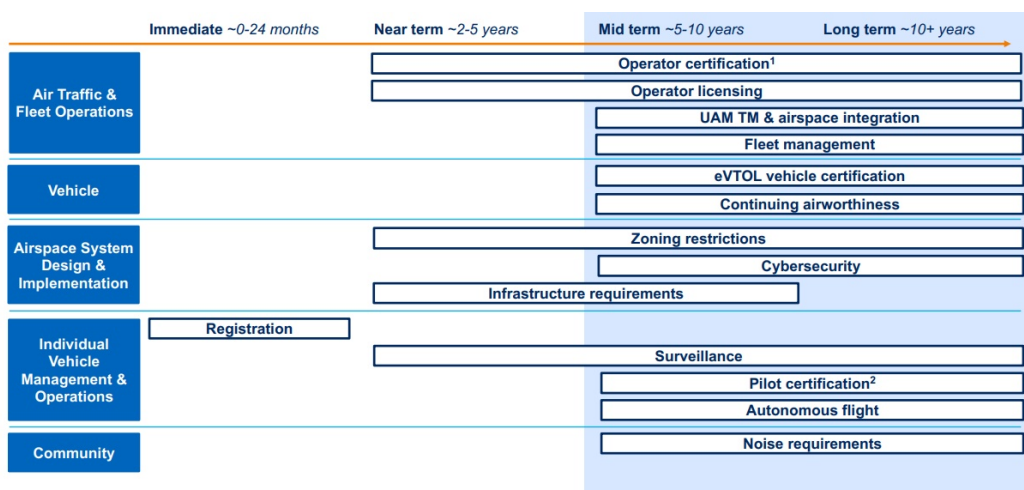 Immediate ~0-24 months
Near term ~2-5 years
Mid term ~5-10 years
Long term ~10+ years
Air Traffic &
Fleet Operations
Operator certification¹
Operator licensing
UAM TM & airspace integration
Fleet management
Vehicle
eVTOL vehicle certification
Continuing airworthiness
Airspace System
Design &
Implementation
Zoning restrictions
Cybersecurity
Infrastructure requirements
Individual
Vehicle
Management &
Operations
Registration
Surveillance
Pilot certification²
Autonomous flight
Community
Noise requirements